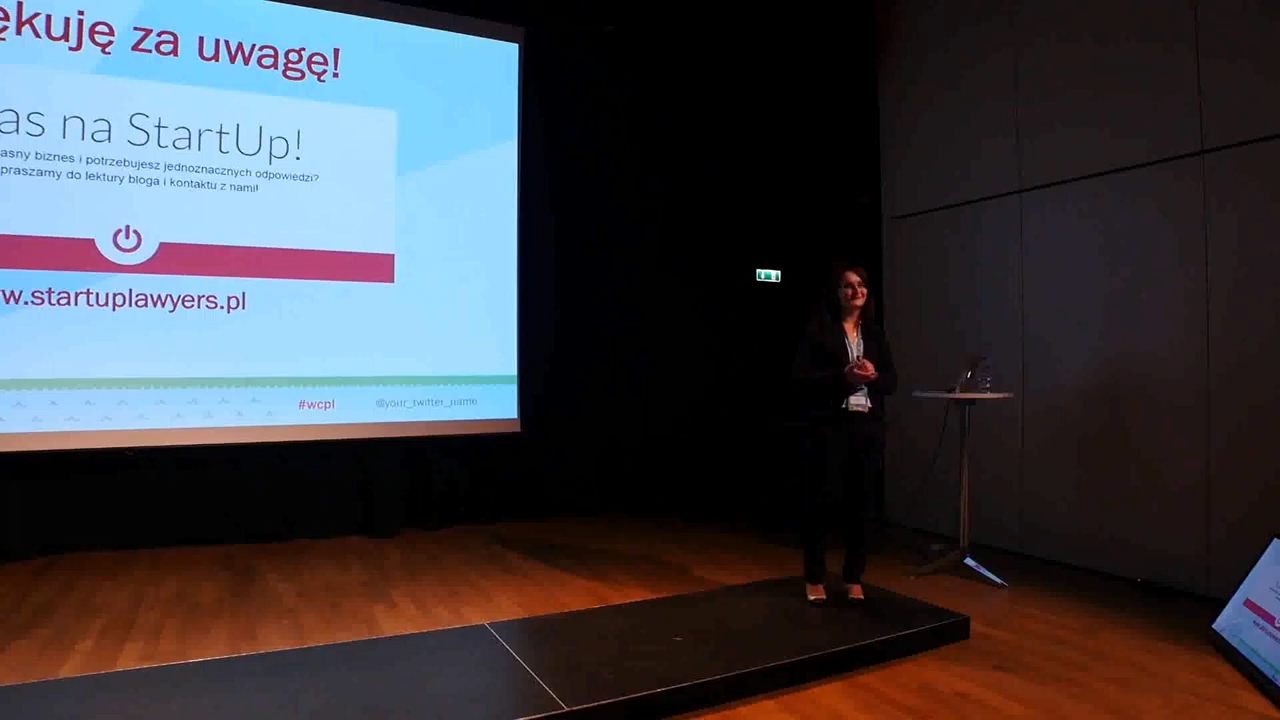 ękuję za uwagę!
as na StartUp!
asny biznes i potrzebujesz jednoznacznych odpowiedzi?
praszamy do lektury bloga i kontaktu z nami!
w.startuplawyers.pl
#wcpl @your_twitter_name